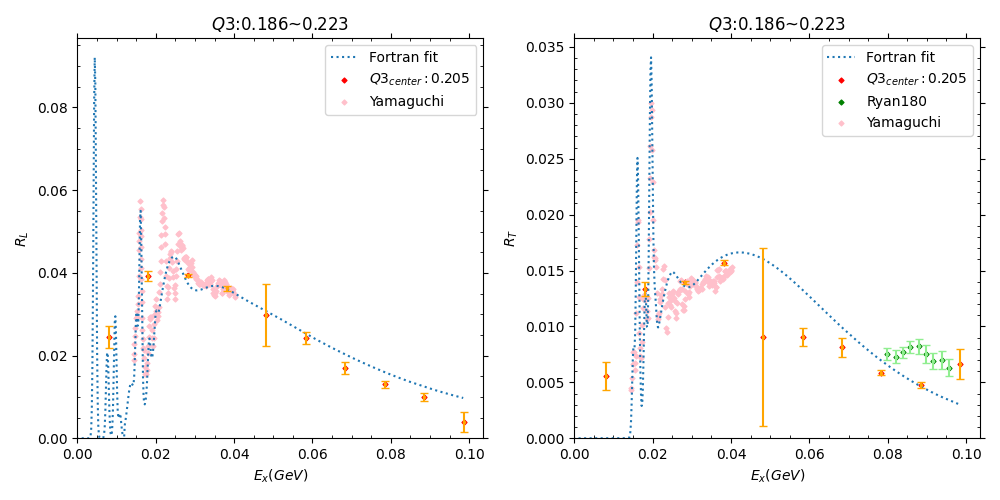 Q3:0.186~0.223
Fortran fit
Q3center:0.205
Yamaguchi
0.08
0.06
0.04
0.02
0.00
RL
0.00 0.02 0.04 0.06 0.08 0.10
Ex(GeV)
Q3:0.186~0.223
Fortran fit
Q3center:0.205
Ryan180
Yamaguchi
0.035
0.030
0.025
0.020
0.015
0.010
0.005
0.000
RT
0.00 0.02 0.04 0.06 0.08 0.10
Ex(GeV)